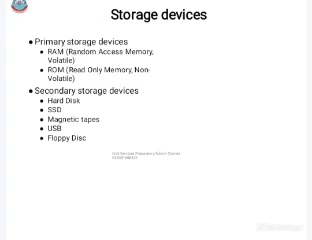 Storage devices
● Primary storage devices
● RAM (Random Access Memory,
Volatile)
● ROM (Read Only Memory, Non-
Volatile)
● Secondary storage devices
● Hard Disk
● SSD
● Magnetic tapes
● USB
● Floppy Disc